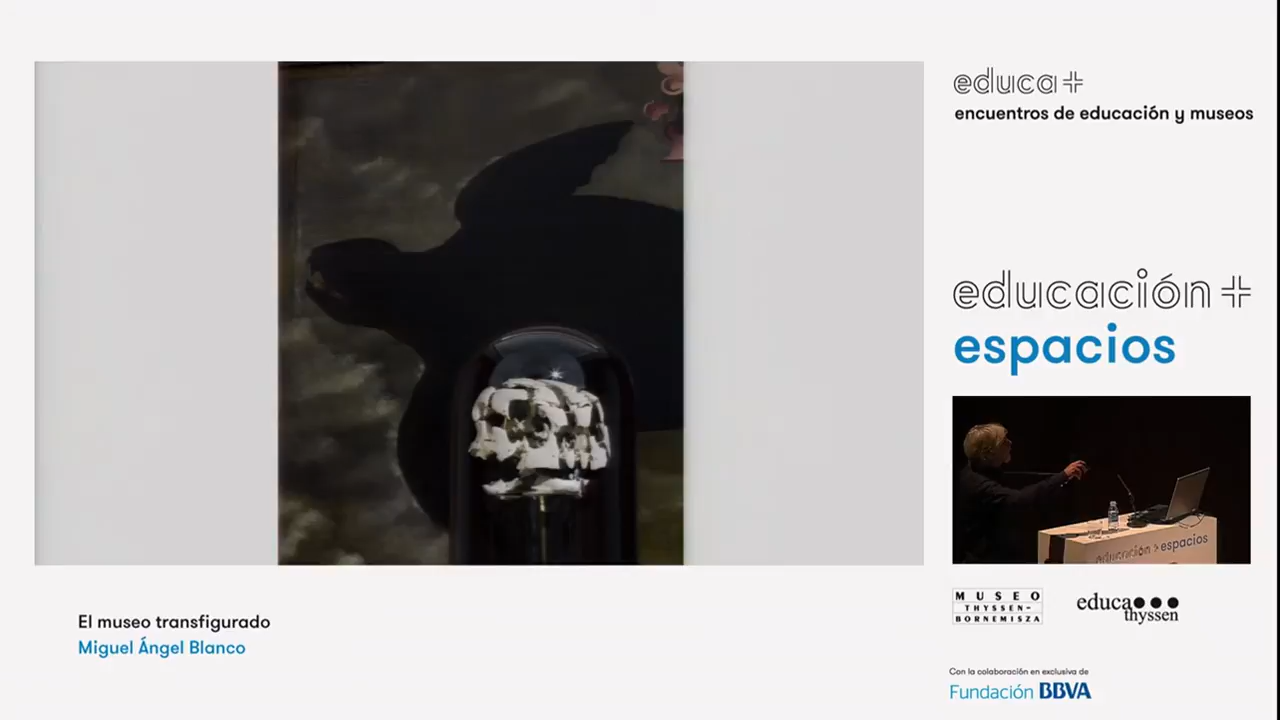 educa+
encuentros de educación y museos
educación+
espacios
educación + espacios
MUSEO
THYSSEN-
BORNEMISZA
educa
thyssen
El museo transfigurado
Miguel Ángel Blanco
Con la colaboración en exclusiva de
Fundación BBVA